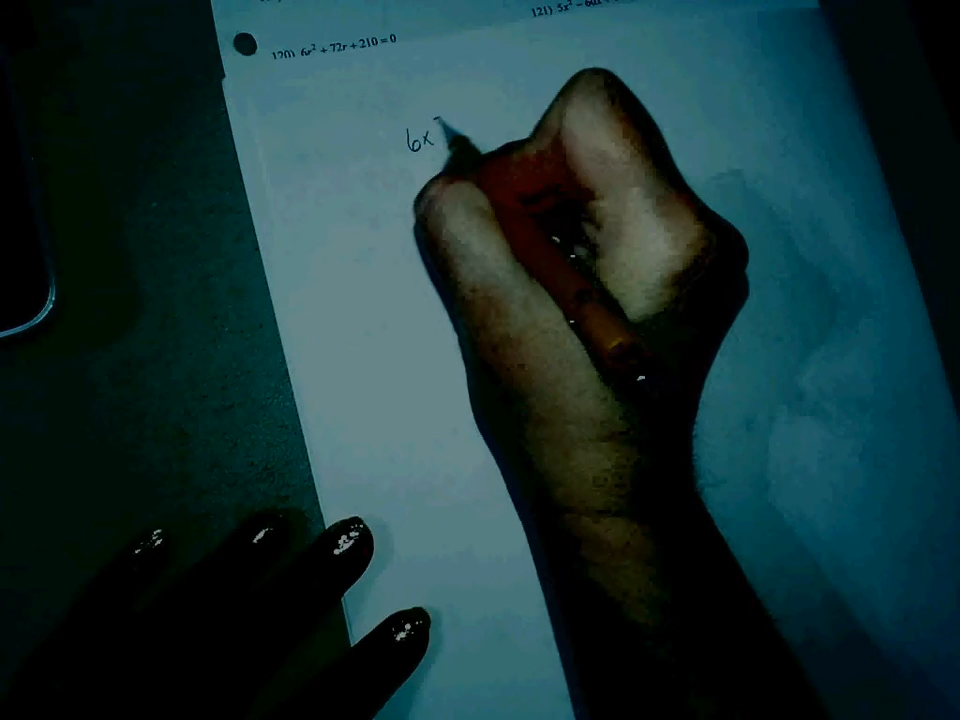 121) 5x² - 60x
120) 6r² + 72r + 210 = 0
6x